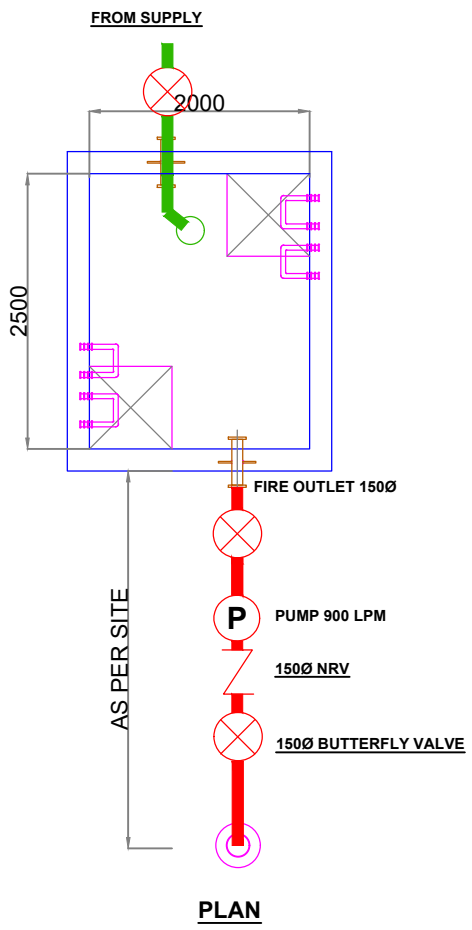 FROM SUPPLY
2000
2500
FIRE OUTLET 150Ø
AS PER SITE
P
PUMP 900 LPM
150Ø NRV
150Ø BUTTERFLY VALVE
PLAN